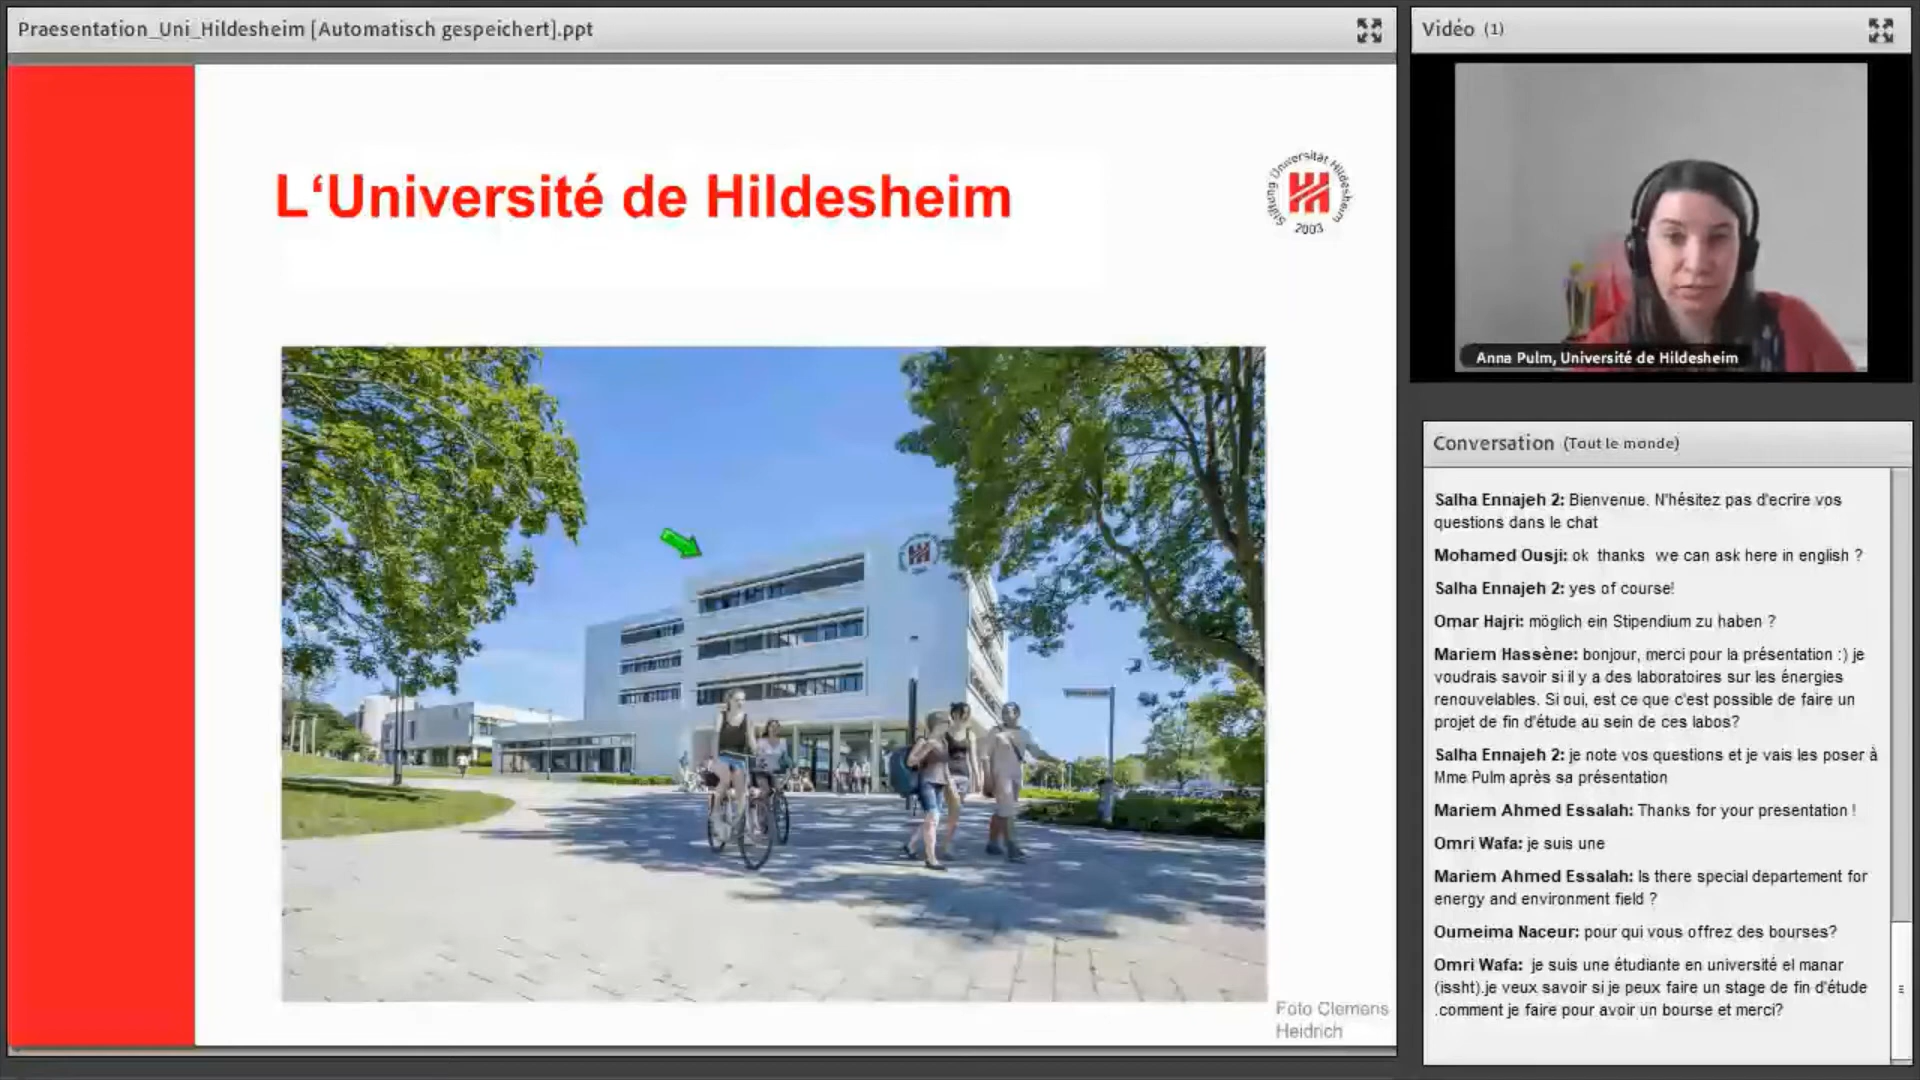 Praesentation_Uni_Hildesheim [Automatisch gespeichert].ppt
L‘Université de Hildesheim
Stiftung Universität Hildesheim
2003
Foto Clemens
Heidrich
Vidéo (1)
Anna Pulm, Université de Hildesheim
Conversation (Tout le monde)
Salha Ennajeh 2: Bienvenue. N'hésitez pas d'ecrire vos
questions dans le chat
Mohamed Ousji: ok thanks we can ask here in english ?
Salha Ennajeh 2: yes of course!
Omar Hajri: möglich ein Stipendium zu haben ?
Mariem Hassène: bonjour, merci pour la présentation :) je
voudrais savoir si il y a des laboratoires sur les énergies
renouvelables. Si oui, est ce que c'est possible de faire un
projet de fin d'étude au sein de ces labos?
Salha Ennajeh 2: je note vos questions et je vais les poser à
Mme Pulm après sa présentation
Mariem Ahmed Essalah: Thanks for your presentation !
Omri Wafa: je suis une
Mariem Ahmed Essalah: Is there special departement for
energy and environment field ?
Oumeima Naceur: pour qui vous offrez des bourses?
Omri Wafa: je suis une étudiante en université el manar
(issht).je veux savoir si je peux faire un stage de fin d'étude
.comment je faire pour avoir un bourse et merci?